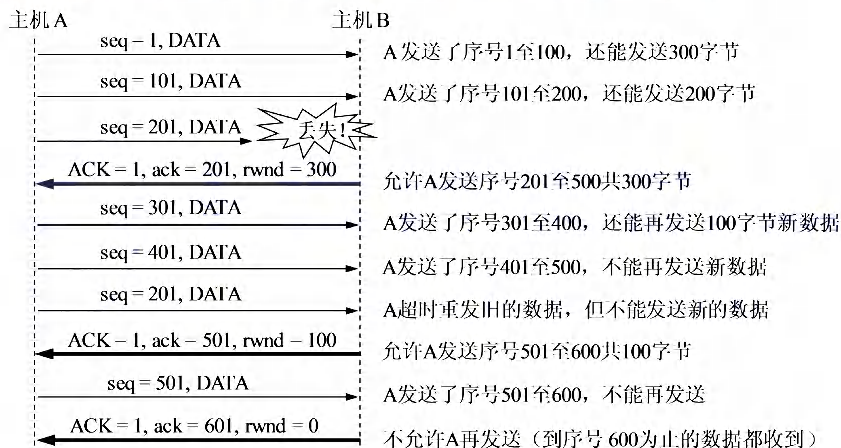 主机A 主机B
seq=1, DATA A发送了序号1至100，还能发送300字节
seq=101, DATA A发送了序号101至200，还能发送200字节
seq=201, DATA 丢失!
ACK=1, ack=201, rwnd=300 允许A发送序号201至500共300字节
seq=301, DATA A发送了序号301至400，还能再发送100字节新数据
seq=401, DATA A发送了序号401至500，不能再发送新数据
seq=201, DATA A超时重发旧的数据，但不能发送新的数据
ACK=1, ack=501, rwnd=100 允许A发送序号501至600共100字节
seq=501, DATA A发送了序号501至600，不能再发送
ACK=1, ack=601, rwnd=0 不允许A再发送（到序号600为止的数据都收到）